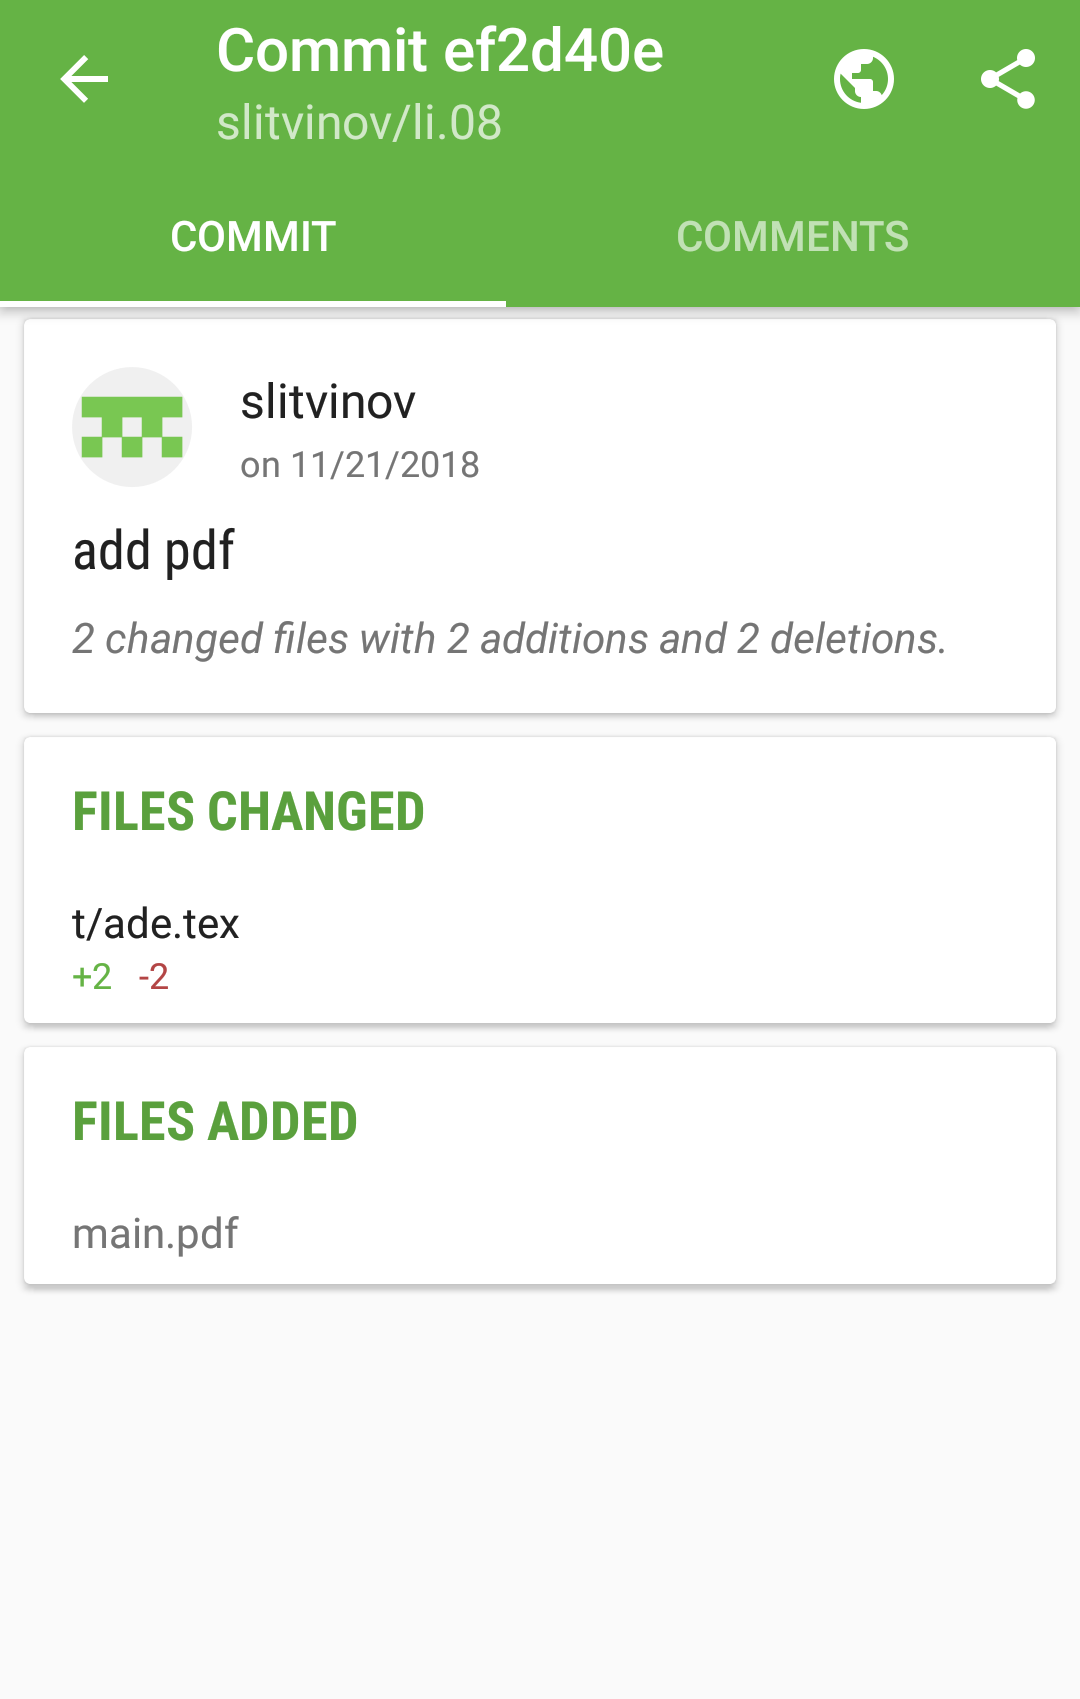 Commit ef2d40e
slitvinov/li.08
COMMIT
COMMENTS
slitvinov
on 11/21/2018
add pdf
2 changed files with 2 additions and 2 deletions.
FILES CHANGED
t/ade.tex
+2 -2
FILES ADDED
main.pdf